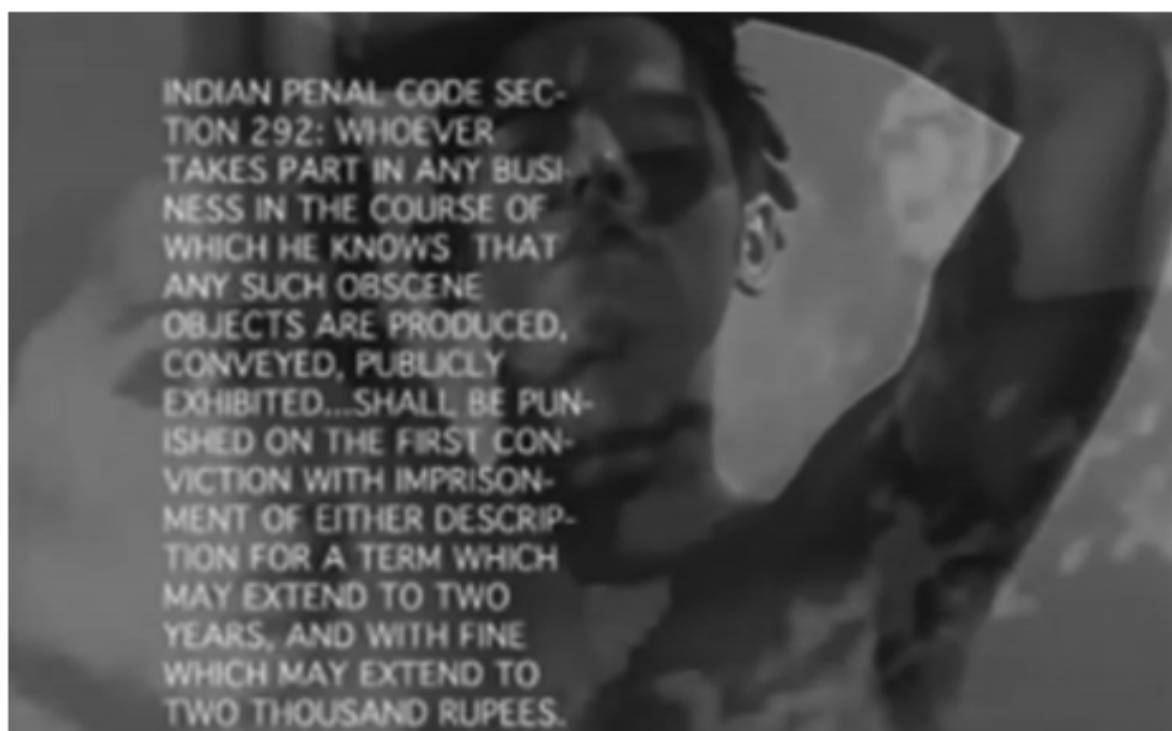 INDIAN PENAL CODE SEC-
TION 292: WHOEVER
TAKES PART IN ANY BUSI-
NESS IN THE COURSE OF
WHICH HE KNOWS THAT
ANY SUCH OBSCENE
OBJECTS ARE PRODUCED,
CONVEYED, PUBLICLY
EXHIBITED...SHALL BE PUN-
ISHED ON THE FIRST CON-
VICTION WITH IMPRISON-
MENT OF EITHER DESCRIP-
TION FOR A TERM WHICH
MAY EXTEND TO TWO
YEARS, AND WITH FINE
WHICH MAY EXTEND TO
TWO THOUSAND RUPEES.